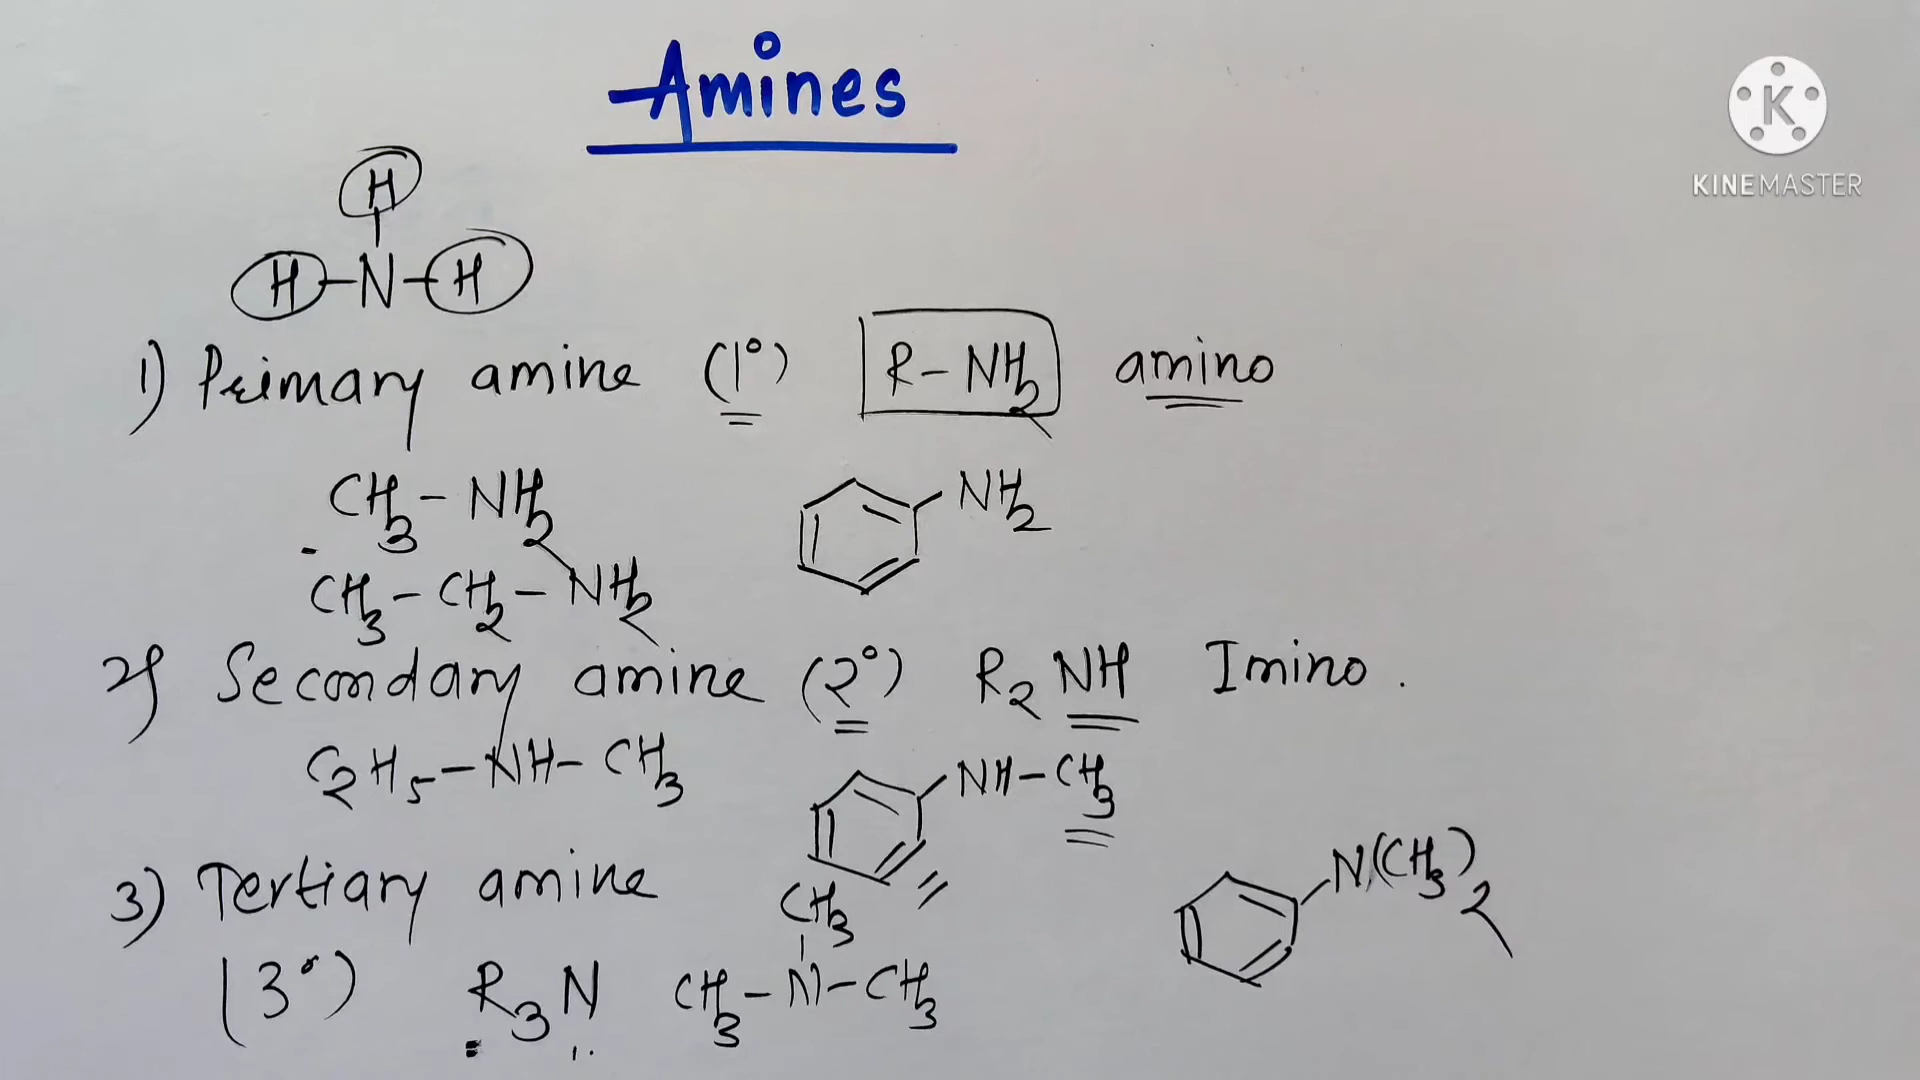 Amines
KINEMASTER
H
H-N-H
1) Primary amine (1°) R-NH2 amino
CH3-NH2
NH2
CH3-CH2-NH2
2) Secondary amine (2°) R2NH Imino.
C2H5-NH-CH3
NH-CH3
3) Tertiary amine
CH3
N(CH3)2
(3°) R3N CH3-N-CH3